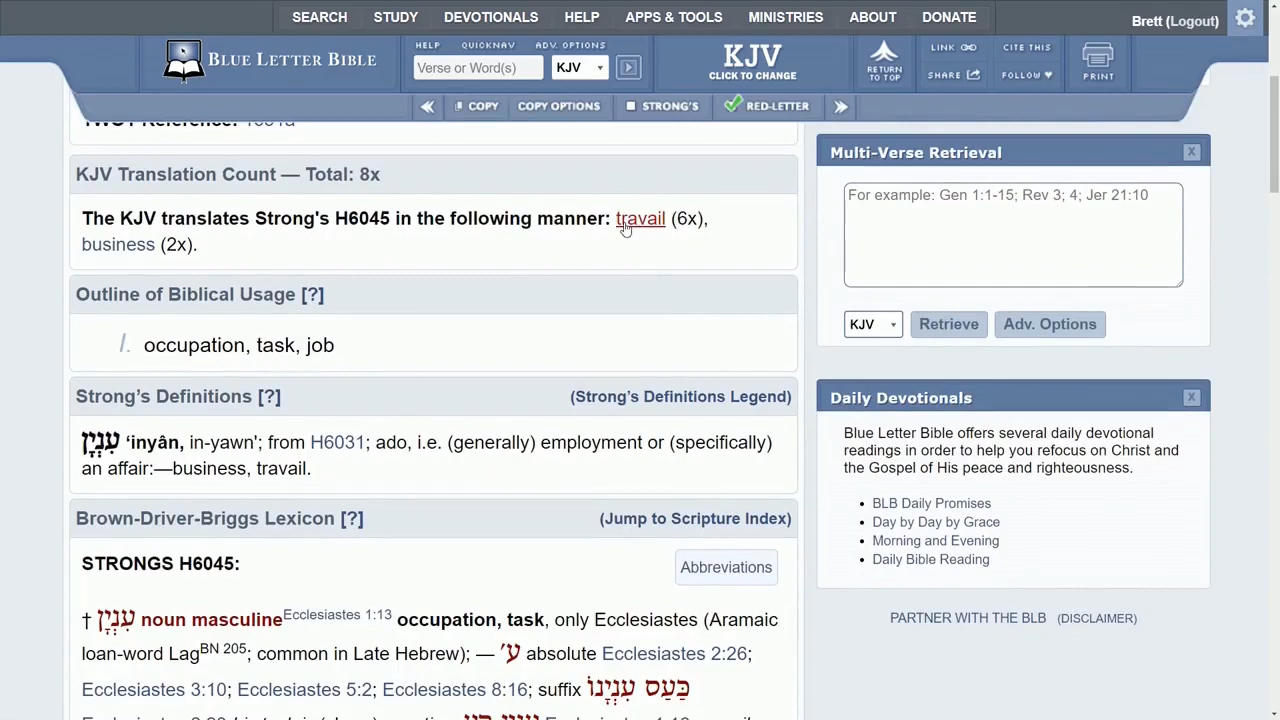 SEARCH STUDY DEVOTIONALS HELP APPS & TOOLS MINISTRIES ABOUT DONATE Brett (Logout)
BLUE LETTER BIBLE
HELP QUICKNAV ADV. OPTIONS
Verse or Word(s) KJV
KJV
CLICK TO CHANGE
RETURN
TO TOP
LINK CITE THIS
SHARE FOLLOW
PRINT
COPY COPY OPTIONS STRONG'S RED-LETTER
KJV Translation Count — Total: 8x
The KJV translates Strong's H6045 in the following manner: travail (6x),
business (2x).
Outline of Biblical Usage [?]
I. occupation, task, job
Strong's Definitions [?] (Strong's Definitions Legend)
עִנְיָן ʻinyân, in-yawn'; from H6031; ado, i.e. (generally) employment or (specifically)
an affair:—business, travail.
Brown-Driver-Briggs Lexicon [?] (Jump to Scripture Index)
STRONGS H6045: Abbreviations
† עִנְיָן noun masculine Ecclesiastes 1:13 occupation, task, only Ecclesiastes (Aramaic
loan-word Lag BN 205; common in Late Hebrew); — ע׳ absolute Ecclesiastes 2:26;
Ecclesiastes 3:10; Ecclesiastes 5:2; Ecclesiastes 8:16; suffix כַּעַס עִנְיָנוֹ
Multi-Verse Retrieval X
For example: Gen 1:1-15; Rev 3; 4; Jer 21:10
KJV Retrieve Adv. Options
Daily Devotionals X
Blue Letter Bible offers several daily devotional
readings in order to help you refocus on Christ and
the Gospel of His peace and righteousness.
• BLB Daily Promises
• Day by Day by Grace
• Morning and Evening
• Daily Bible Reading
PARTNER WITH THE BLB (DISCLAIMER)